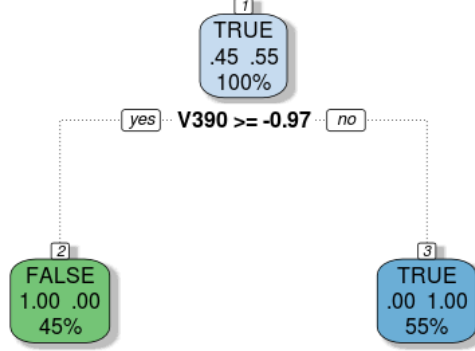 1
TRUE
.45 .55
100%
yes V390 >= -0.97 no
2
FALSE
1.00 .00
45%
3
TRUE
.00 1.00
55%